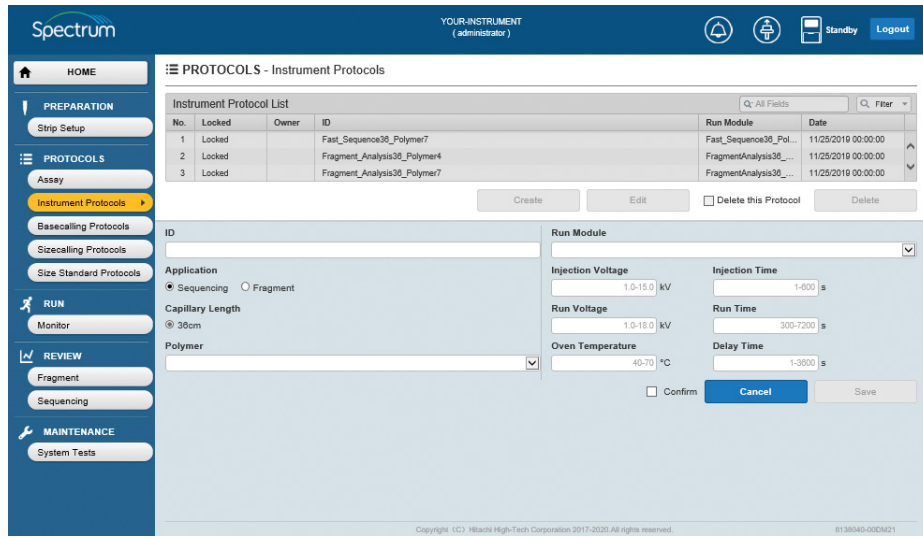 Spectrum
YOUR-INSTRUMENT
( administrator )
Standby
Logout
HOME
PREPARATION
Strip Setup
PROTOCOLS
Assay
Instrument Protocols
Basecalling Protocols
Sizecalling Protocols
Size Standard Protocols
RUN
Monitor
REVIEW
Fragment
Sequencing
MAINTENANCE
System Tests
PROTOCOLS - Instrument Protocols
Instrument Protocol List All Fields Filter
No. Locked Owner ID Run Module Date
1 Locked Fast_Sequence36_Polymer7 Fast_Sequence36_Pol... 11/25/2019 00:00:00
2 Locked Fragment_Analysis36_Polymer4 FragmentAnalysis36_... 11/25/2019 00:00:00
3 Locked Fragment_Analysis36_Polymer7 FragmentAnalysis36_... 11/25/2019 00:00:00
Create Edit Delete this Protocol Delete
ID
Application
Sequencing Fragment
Capillary Length
36cm
Polymer
Run Module
Injection Voltage Injection Time
1.0-15.0 kV 1-600 s
Run Voltage Run Time
1.0-18.0 kV 300-7200 s
Oven Temperature Delay Time
40-70 °C 1-3600 s
Confirm Cancel Save
Copyright (C) Hitachi High-Tech Corporation 2017-2020.All rights reserved. 8138040-00DM21